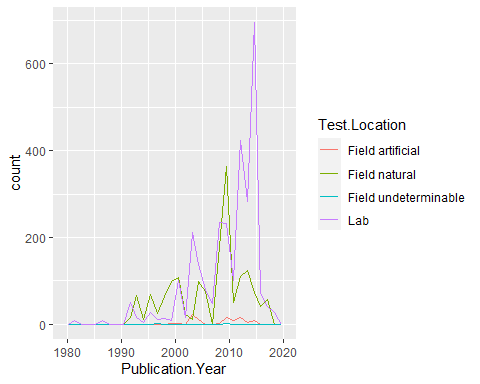 600
400
200
0
count
1980
1990
2000
2010
2020
Publication.Year
Test.Location
Field artificial
Field natural
Field undeterminable
Lab